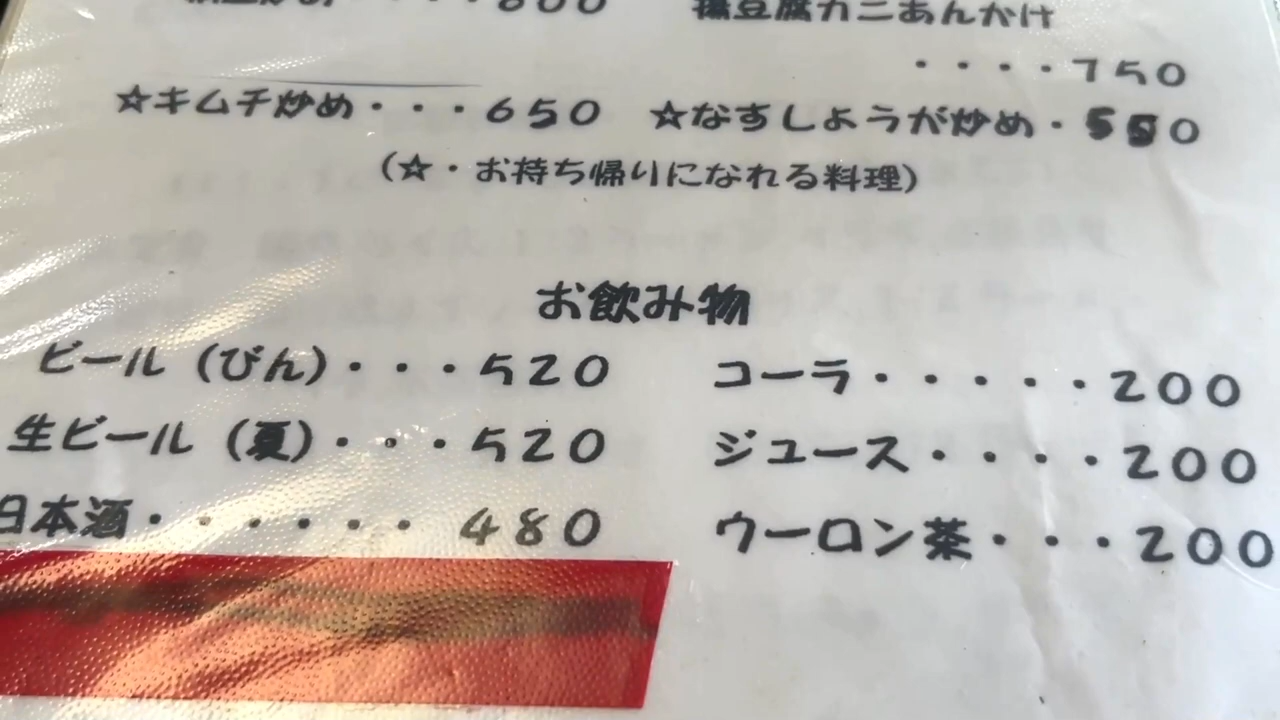 炒め・・・・800
揚豆腐カニあんかけ
・・・・750
☆キムチ炒め・・・650
☆なすしょうが炒め・550
(☆・お持ち帰りになれる料理)
お飲み物
ビール(びん)・・・520
コーラ・・・・・200
生ビール(夏)・・・520
ジュース・・・・200
日本酒・・・・・・480
ウーロン茶・・・200